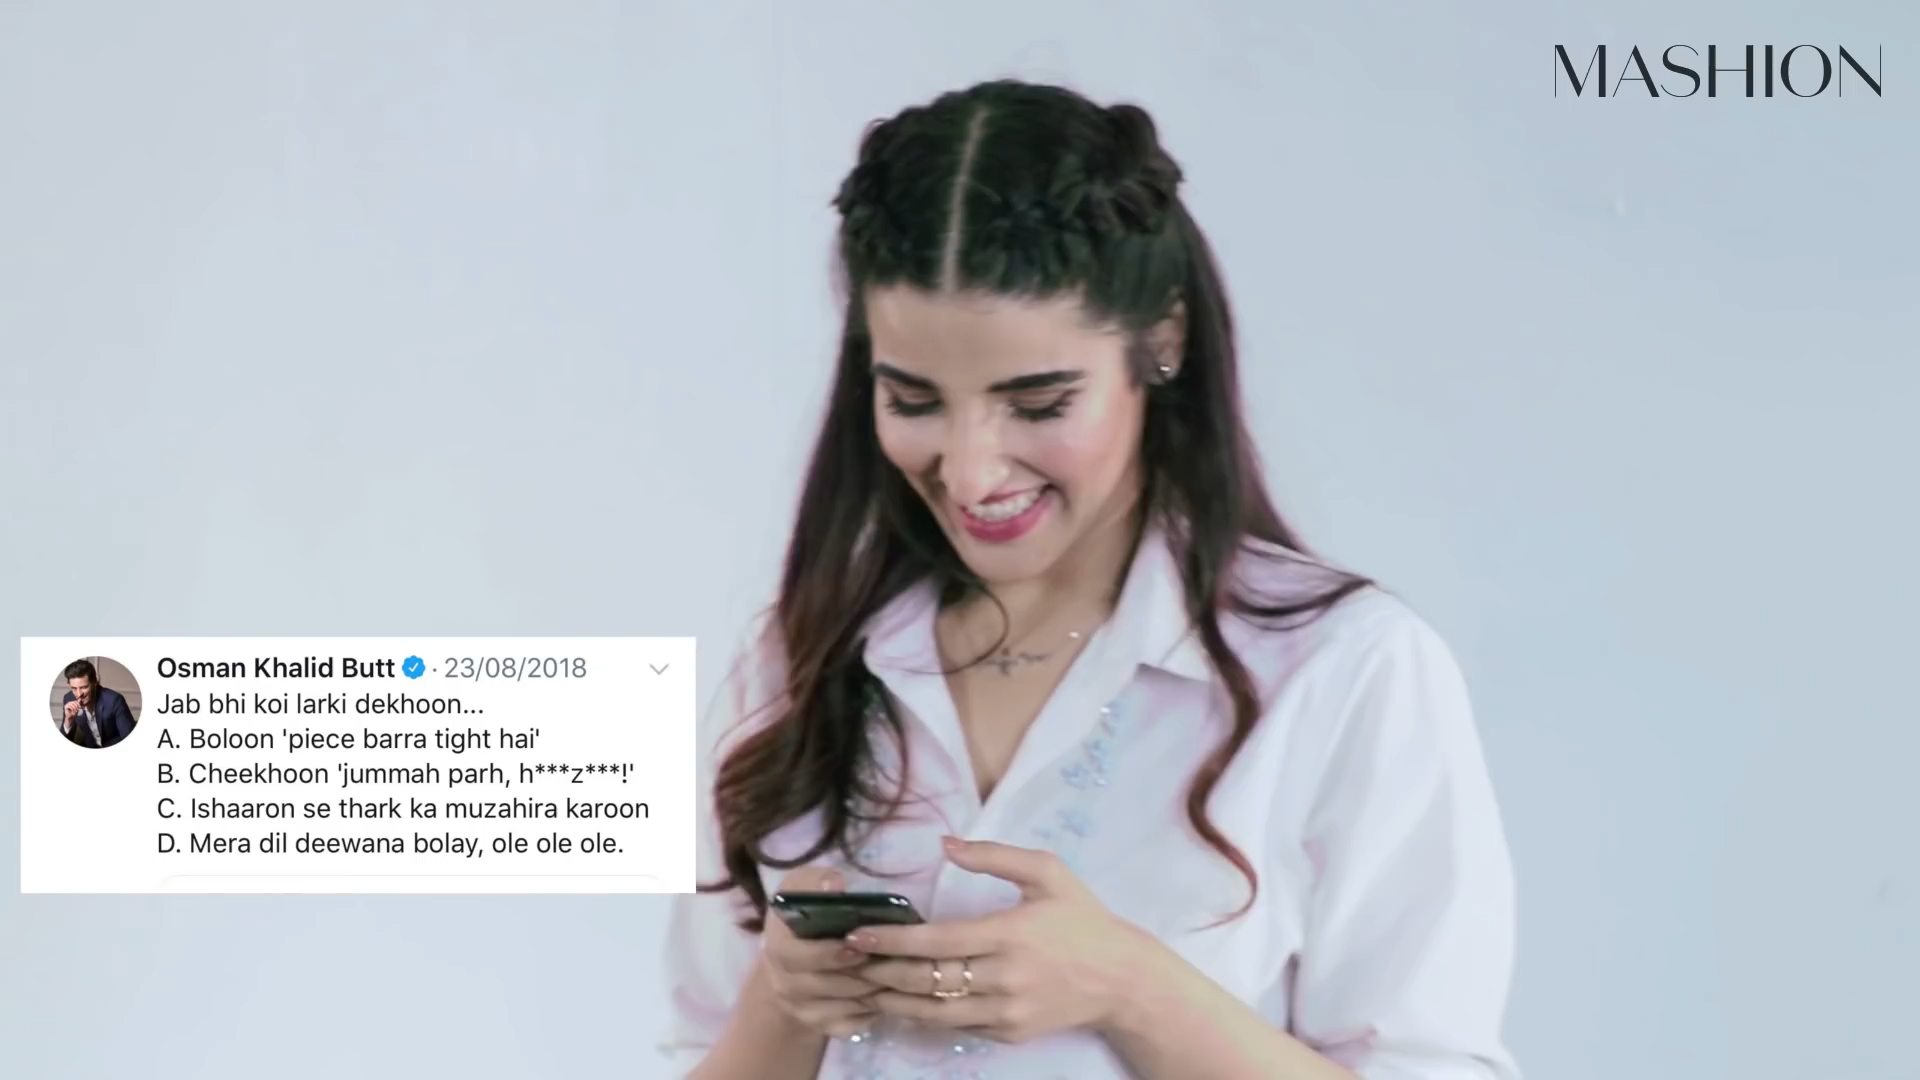 MASHION
Osman Khalid Butt · 23/08/2018
Jab bhi koi larki dekhoon...
A. Boloon 'piece barra tight hai'
B. Cheekhoon 'jummah parh, h***z***!'
C. Ishaaron se thark ka muzahira karoon
D. Mera dil deewana bolay, ole ole ole.